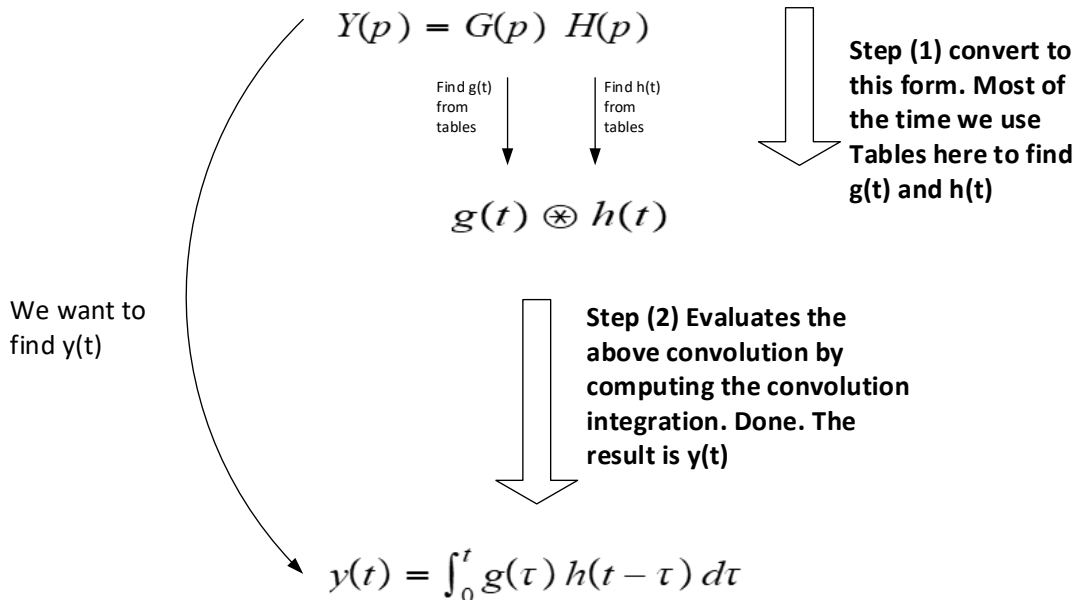 Y(p) = G(p) H(p)
Find g(t)
from
tables
Find h(t)
from
tables
Step (1) convert to
this form. Most of
the time we use
Tables here to find
g(t) and h(t)
g(t) ⊛ h(t)
We want to
find y(t)
Step (2) Evaluates the
above convolution by
computing the convolution
integration. Done. The
result is y(t)
y(t) = ∫₀ᵗ g(τ) h(t − τ) dτ